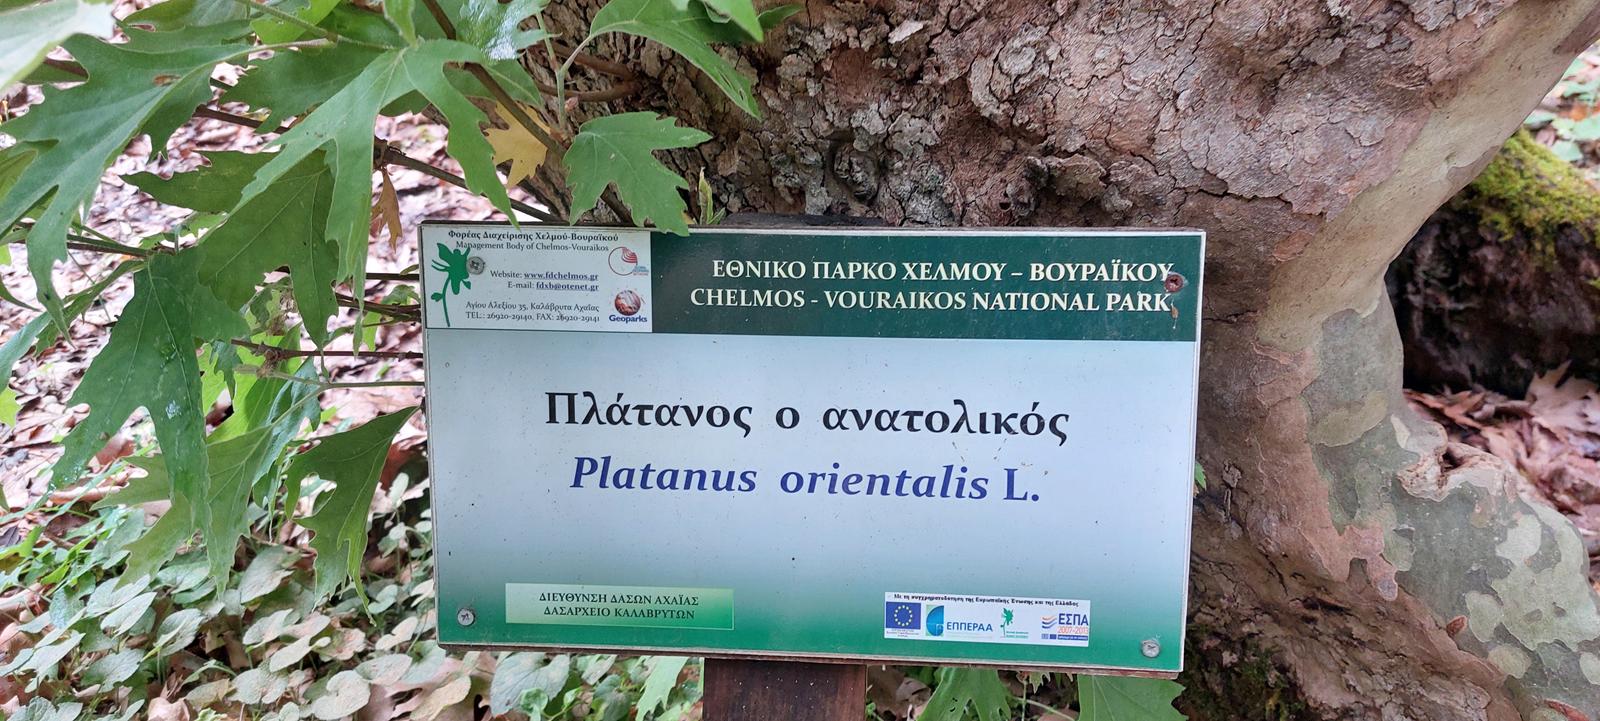 Φορέας Διαχείρισης Χελμού-Βουραϊκού
Management Body of Chelmos-Vouraikos
Website: www.fdchelmos.gr
E-mail: fdxb@otenet.gr
Αγίου Αλεξίου 35, Καλάβρυτα Αχαΐας
TEL.: 26920-29140, FAX: 26920-29141
Geoparks
ΕΘΝΙΚΟ ΠΑΡΚΟ ΧΕΛΜΟΥ – ΒΟΥΡΑΪΚΟΥ
CHELMOS - VOURAIKOS NATIONAL PARK
Πλάτανος ο ανατολικός
Platanus orientalis L.
ΔΙΕΥΘΥΝΣΗ ΔΑΣΩΝ ΑΧΑΪΑΣ
ΔΑΣΑΡΧΕΙΟ ΚΑΛΑΒΡΥΤΩΝ
Με τη συγχρηματοδότηση της Ευρωπαϊκής Ένωσης και της Ελλάδας
ΕΠΠΕΡΑΑ
ΕΣΠΑ
2007-2013